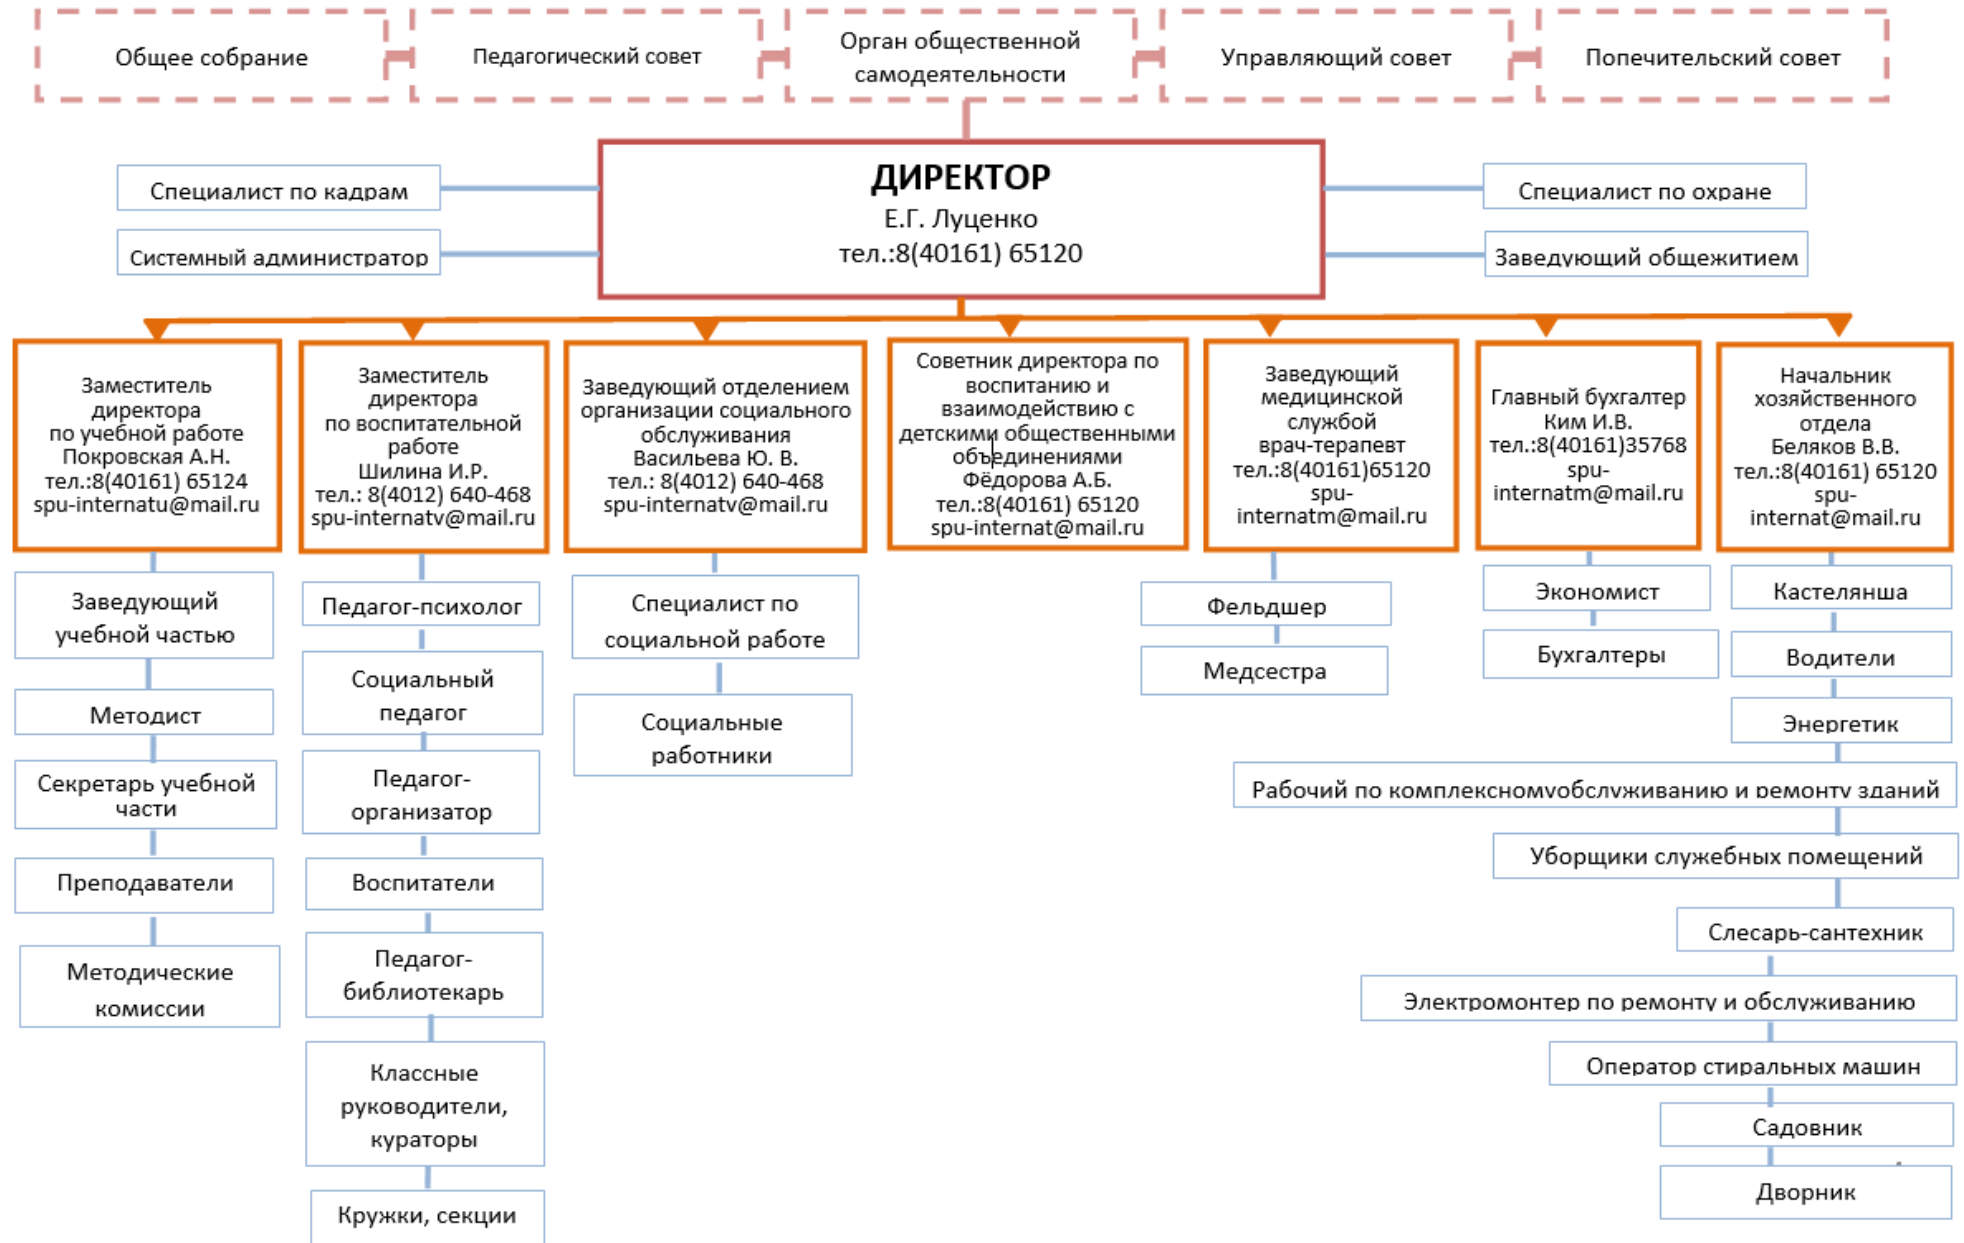 Общее собрание
Педагогический совет
Орган общественной
самодеятельности
Управляющий совет
Попечительский совет
ДИРЕКТОР
Е.Г. Луценко
тел.:8(40161) 65120
Специалист по кадрам
Системный администратор
Специалист по охране
Заведующий общежитием
Заместитель
директора
по учебной работе
Покровская А.Н.
тел.:8(40161) 65124
spu-internatu@mail.ru
Заместитель
директора
по воспитательной
работе
Шилина И.Р.
тел.: 8(4012) 640-468
spu-internatv@mail.ru
Заведующий отделением
организации социального
обслуживания
Васильева Ю. В.
тел.: 8(4012) 640-468
spu-internatv@mail.ru
Советник директора по
воспитанию и
взаимодействию с
детскими общественными
объединениями
Фёдорова А.Б.
тел.:8(40161) 65120
spu-internat@mail.ru
Заведующий
медицинской
службой
врач-терапевт
тел.:8(40161)65120
spu-
internatm@mail.ru
Главный бухгалтер
Ким И.В.
тел.:8(40161)35768
spu-
internatm@mail.ru
Начальник
хозяйственного
отдела
Беляков В.В.
тел.:8(40161) 65120
spu-
internat@mail.ru
Заведующий
учебной частью
Методист
Секретарь учебной
части
Преподаватели
Методические
комиссии
Педагог-психолог
Социальный
педагог
Педагог-
организатор
Воспитатели
Педагог-
библиотекарь
Классные
руководители,
кураторы
Кружки, секции
Специалист по
социальной работе
Социальные
работники
Фельдшер
Медсестра
Экономист
Бухгалтеры
Кастелянша
Водители
Энергетик
Рабочий по комплексномуобслуживанию и ремонту зданий
Уборщики служебных помещений
Слесарь-сантехник
Электромонтер по ремонту и обслуживанию
Оператор стиральных машин
Садовник
Дворник